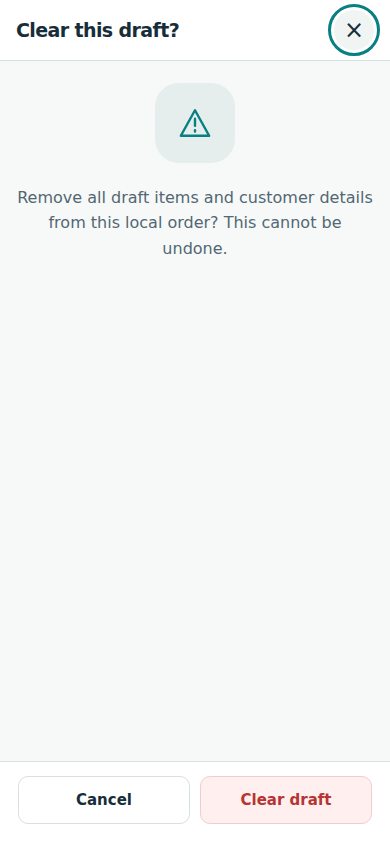 Clear this draft?
Remove all draft items and customer details
from this local order? This cannot be
undone.
Cancel
Clear draft